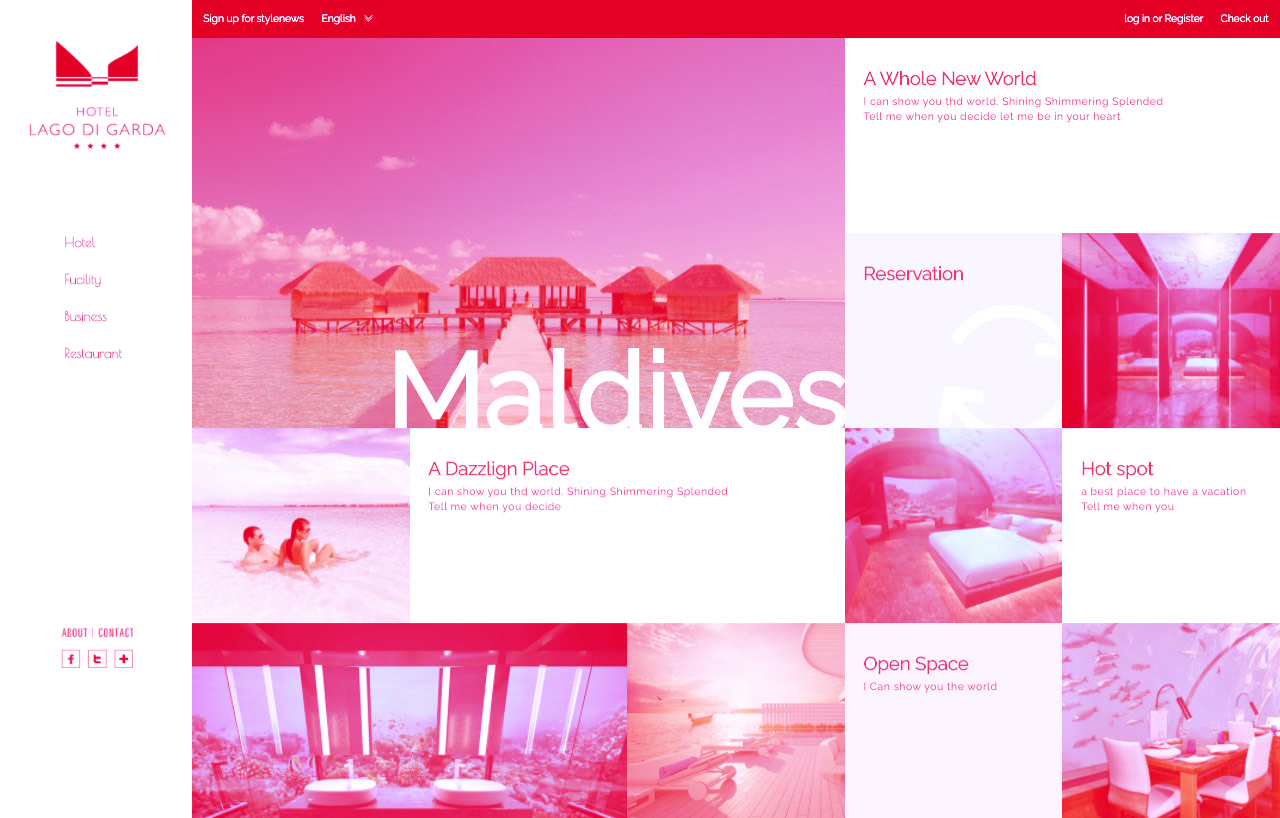 Sign up for stylenews English
log in or Register Check out
HOTEL
LAGO DI GARDA
Hotel
Fucility
Business
Restaurant
ABOUT | CONTACT
Maldives
A Whole New World
I can show you thd world. Shining Shimmering Splended
Tell me when you decide let me be in your heart
Reservation
A Dazzlign Place
I can show you thd world. Shining Shimmering Splended
Tell me when you decide
Hot spot
a best place to have a vacation
Tell me when you
Open Space
I Can show you the world